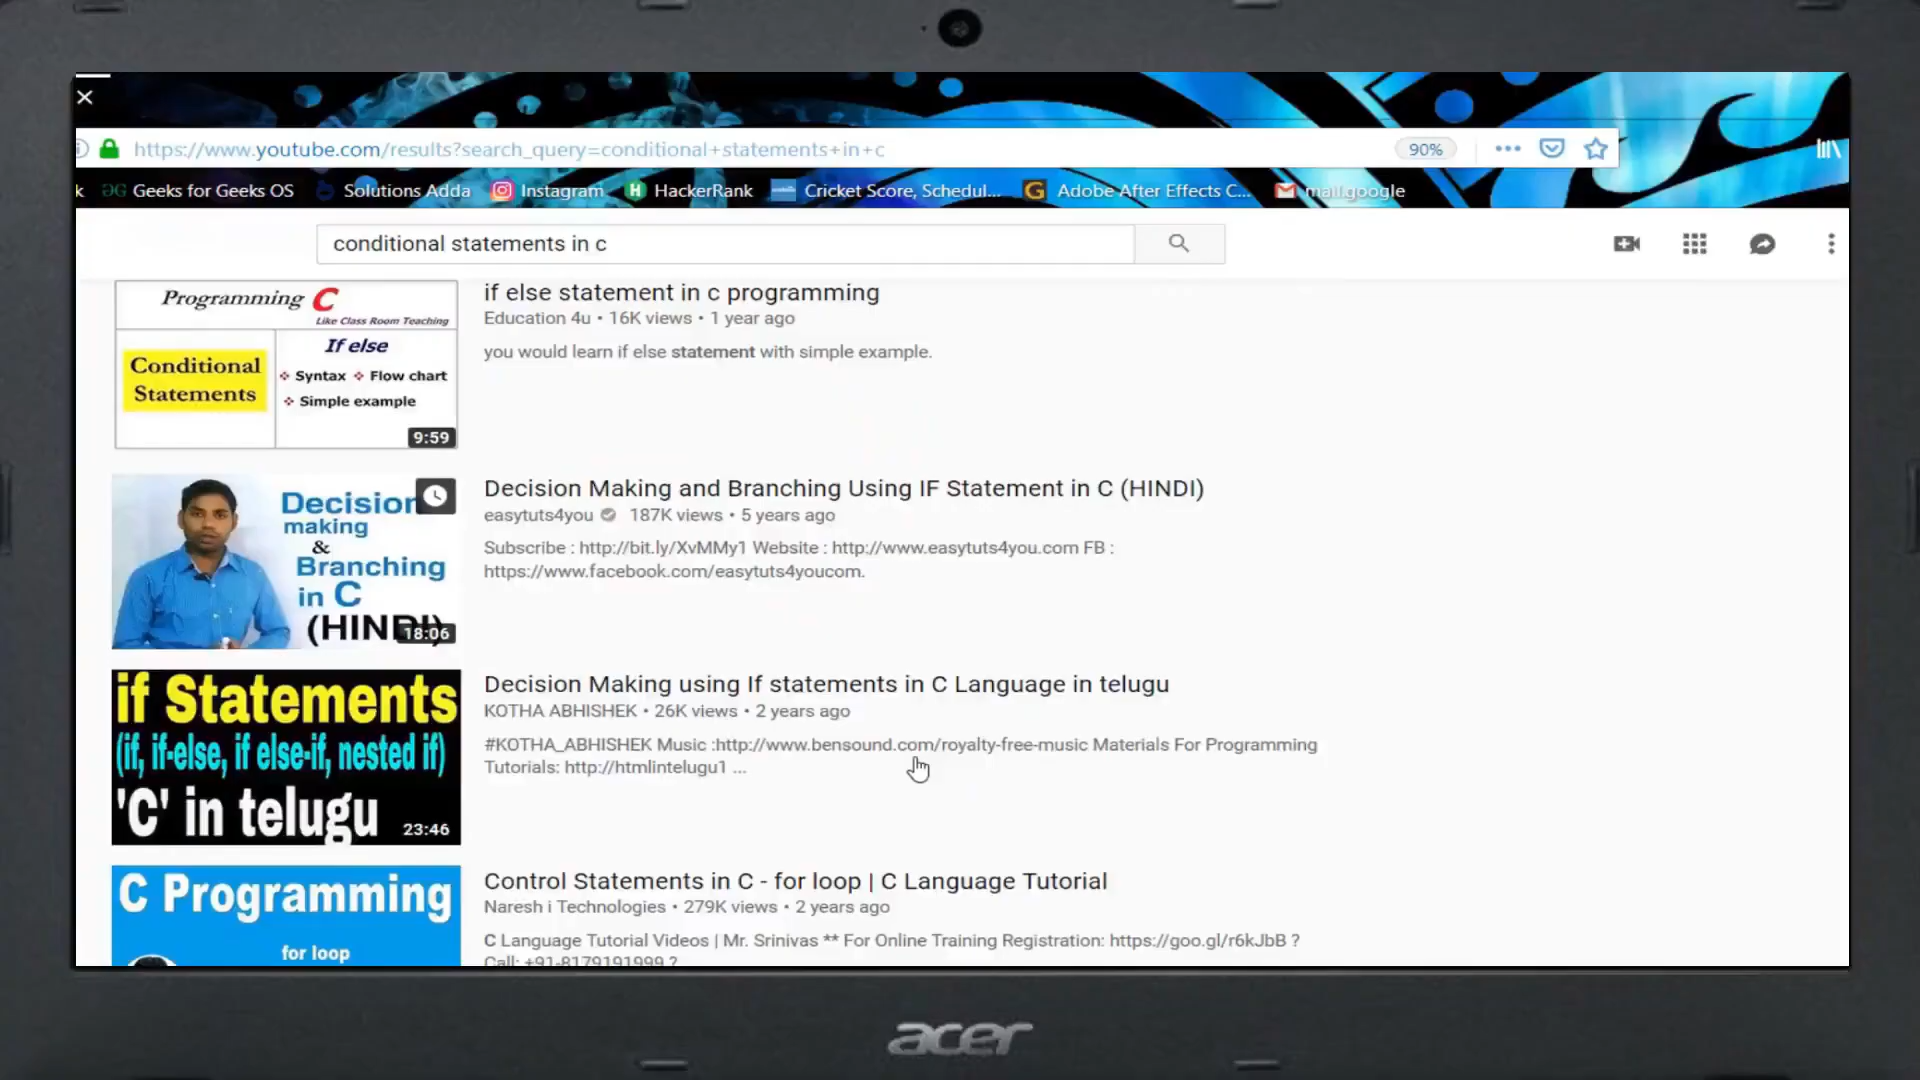 https://www.youtube.com/results?search_query=conditional+statements+in+c
90%
k GG Geeks for Geeks OS Solutions Adda Instagram H HackerRank Cricket Score, Schedul... G Adobe After Effects C... mail.google
conditional statements in c
Programming C
Like Class Room Teaching
Conditional
Statements
If else
Syntax Flow chart
Simple example
9:59
if else statement in c programming
Education 4u • 16K views • 1 year ago
you would learn if else statement with simple example.
Decision
making
&
Branching
in C
(HINDI)
18:06
Decision Making and Branching Using IF Statement in C (HINDI)
easytuts4you 187K views • 5 years ago
Subscribe : http://bit.ly/XvMMy1 Website : http://www.easytuts4you.com FB :
https://www.facebook.com/easytuts4youcom.
if Statements
(if, if-else, if else-if, nested if)
'C' in telugu
23:46
Decision Making using If statements in C Language in telugu
KOTHA ABHISHEK • 26K views • 2 years ago
#KOTHA_ABHISHEK Music :http://www.bensound.com/royalty-free-music Materials For Programming
Tutorials: http://htmlintelugu1 ...
C Programming
for loop
Control Statements in C - for loop | C Language Tutorial
Naresh i Technologies • 279K views • 2 years ago
C Language Tutorial Videos | Mr. Srinivas ** For Online Training Registration: https://goo.gl/r6kJbB ?
Call: +91-8179191999 ?
acer